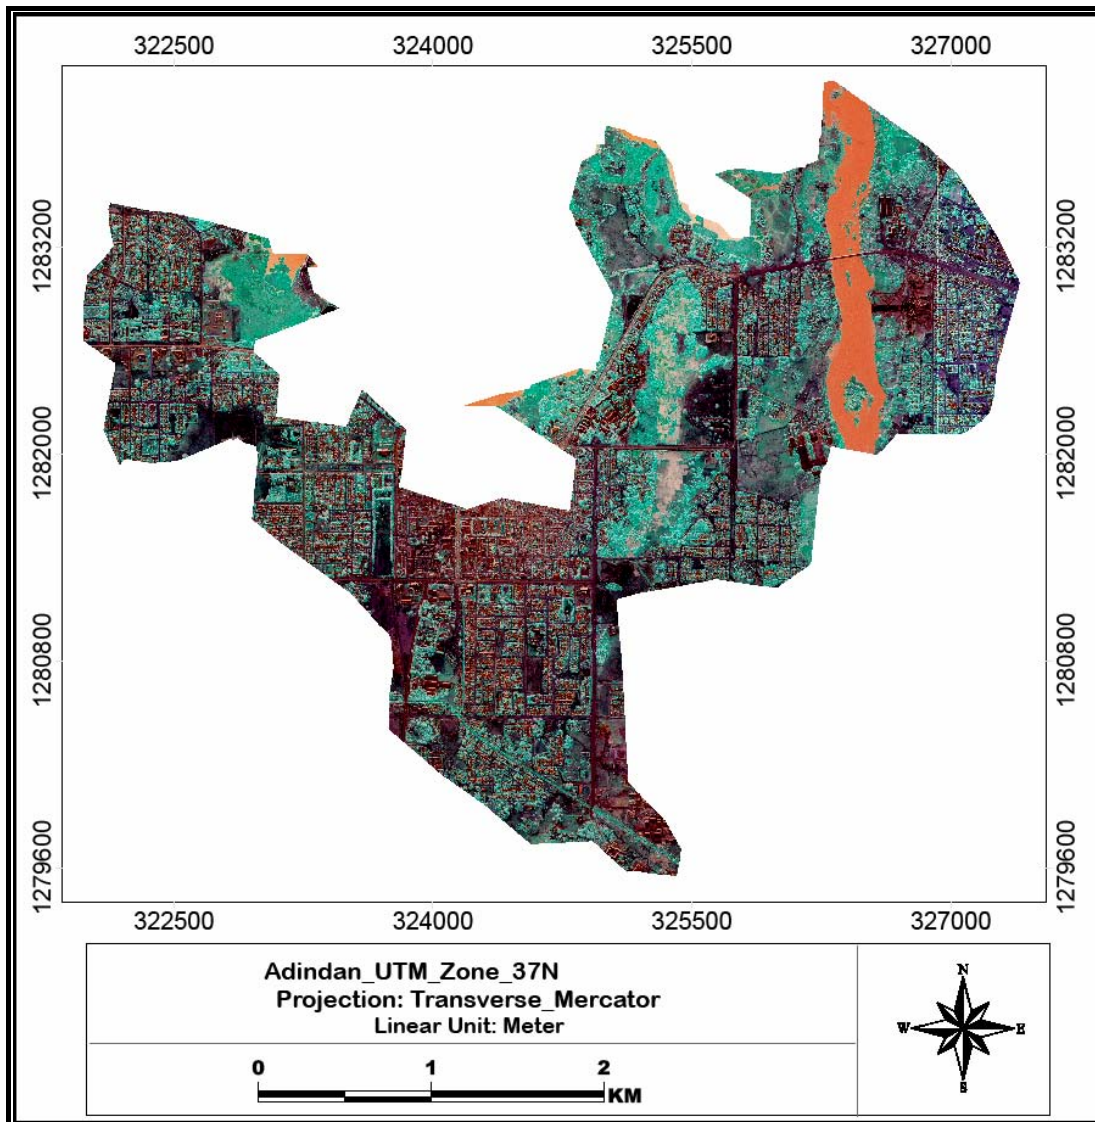 322500 324000 325500 327000
1283200 1283200
1282000 1282000
1280800 1280800
1279600 1279600
322500 324000 325500 327000
Adindan_UTM_Zone_37N
Projection: Transverse_Mercator
Linear Unit: Meter
0 1 2
KM
N
W E
S